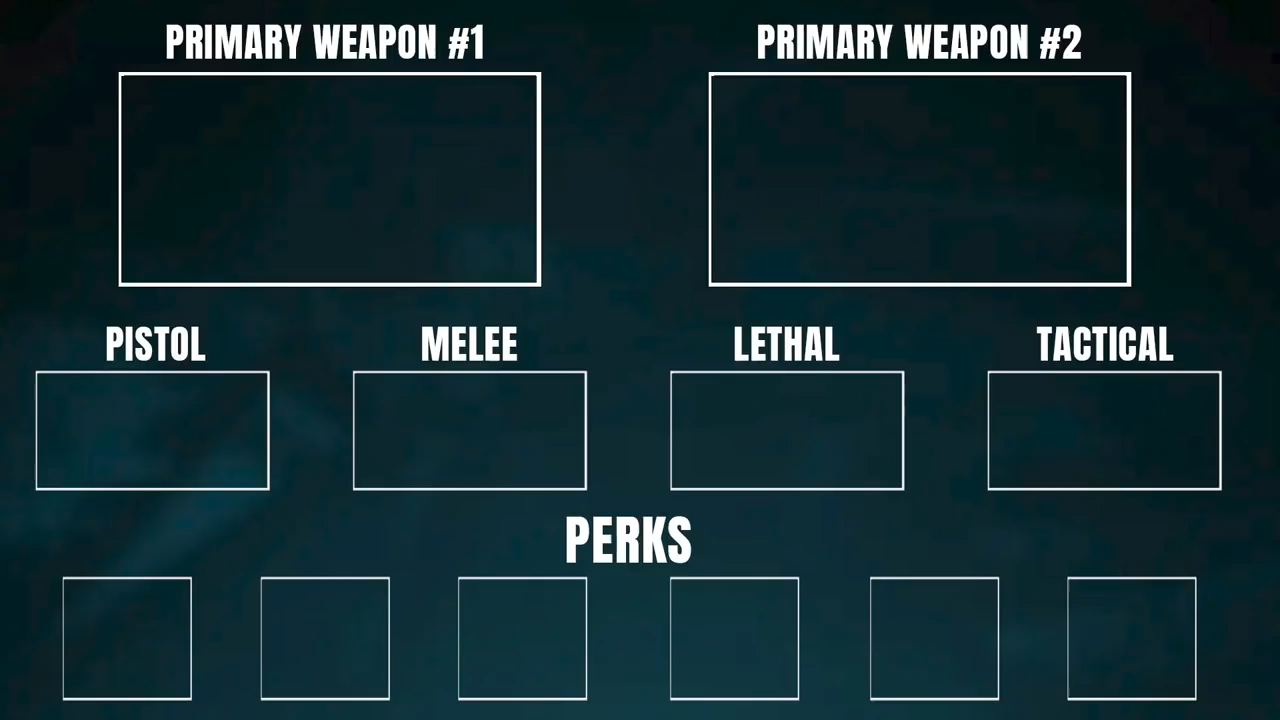 PRIMARY WEAPON #1
PRIMARY WEAPON #2
PISTOL
MELEE
LETHAL
TACTICAL
PERKS